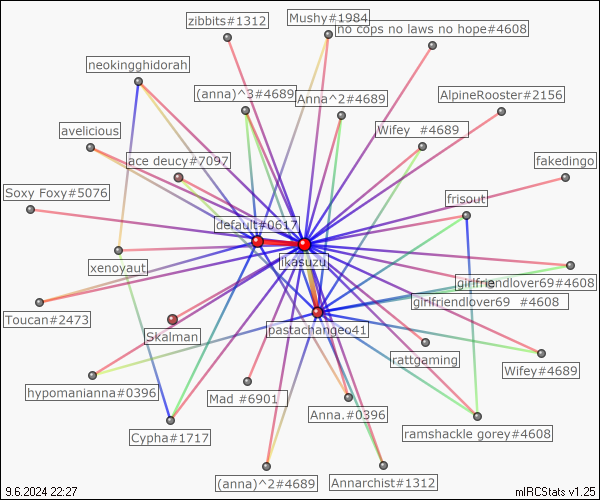 zibbits#1312
Mushy#1984
no cops no laws no hope#4608
neokingghidorah
(anna)^3#4689
Anna^2#4689
AlpineRooster#2156
avelicious
Wifey #4689
ace deucy#7097
fakedingo
Soxy Foxy#5076
frisout
default#0617
likesuzu
xenoyaut
girlfriendlover69#4608
girlfriendlover69 #4608
Toucan#2473
Skalman
pastachangeo41
rattgaming
Wifey#4689
hypomanianna#0396
Mad #6901
Anna.#0396
Cypha#1717
ramshackle gorey#4608
(anna)^2#4689
Annarchist#1312
9.6.2024 22:27
mIRCStats v1.25